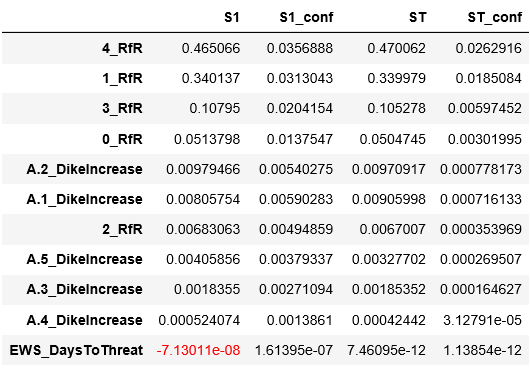 S1 S1_conf ST ST_conf
4_RfR 0.465066 0.0356888 0.470062 0.0262916
1_RfR 0.340137 0.0313043 0.339979 0.0185084
3_RfR 0.10795 0.0204154 0.105278 0.00597452
0_RfR 0.0513798 0.0137547 0.0504745 0.00301995
A.2_DikeIncrease 0.00979466 0.00540275 0.00970917 0.000778173
A.1_DikeIncrease 0.00805754 0.00590283 0.00905998 0.000716133
2_RfR 0.00683063 0.00494859 0.0067007 0.000353969
A.5_DikeIncrease 0.00405856 0.00379337 0.00327702 0.000269507
A.3_DikeIncrease 0.0018355 0.00271094 0.00185352 0.000164627
A.4_DikeIncrease 0.000524074 0.0013861 0.00042442 3.12791e-05
EWS_DaysToThreat -7.13011e-08 1.61395e-07 7.46095e-12 1.13854e-12